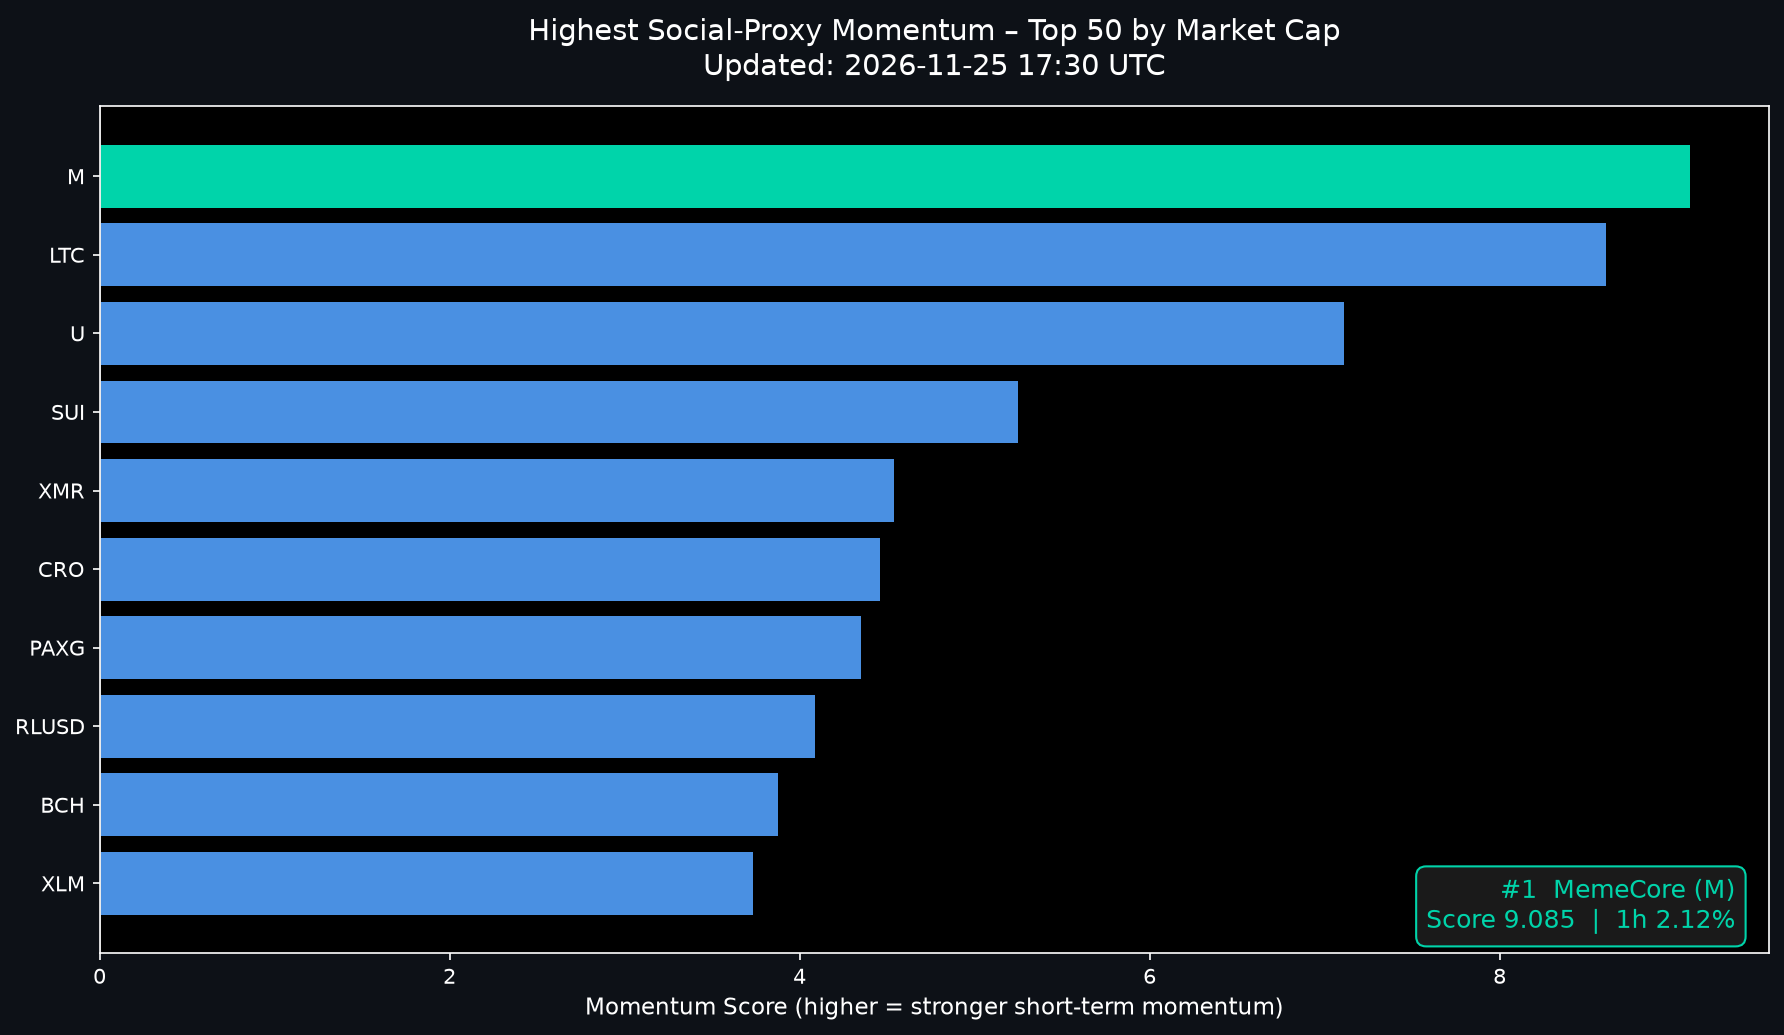 Highest Social-Proxy Momentum – Top 50 by Market Cap
Updated: 2026-11-25 17:30 UTC
M
LTC
U
SUI
XMR
CRO
PAXG
RLUSD
BCH
XLM
#1  MemeCore (M)
Score 9.085  |  1h 2.12%
0
2
4
6
8
Momentum Score (higher = stronger short-term momentum)